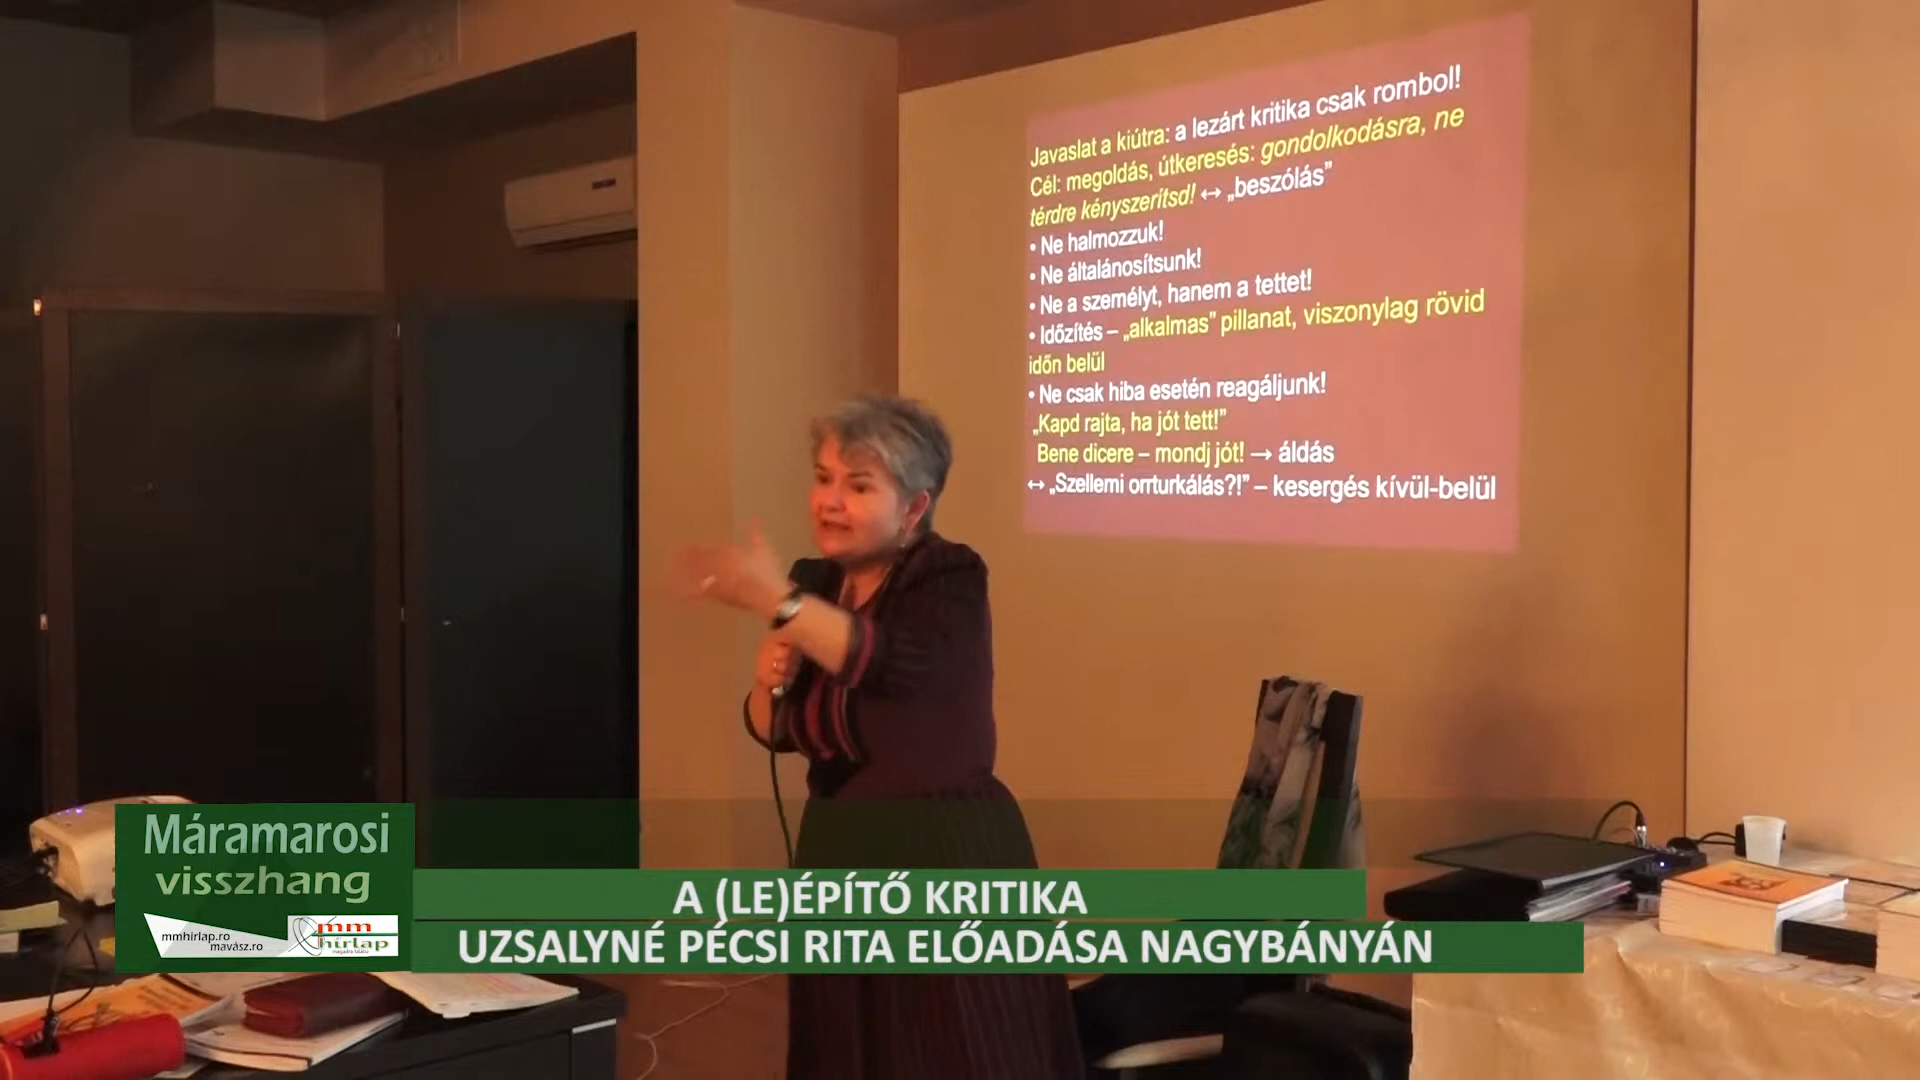 Javaslat a kiútra: a lezárt kritika csak rombol!
Cél: megoldás, útkeresés: gondolkodásra, ne
térdre kényszerítsd! ↔ „beszólás”
• Ne halmozzuk!
• Ne általánosítsunk!
• Ne a személyt, hanem a tettet!
• Időzítés – „alkalmas” pillanat, viszonylag rövid
időn belül
• Ne csak hiba esetén reagáljunk!
„Kapd rajta, ha jót tett!”
Bene dicere – mondj jót! → áldás
↔ „Szellemi orrturkálás?!” – kesergés kívül-belül
Máramarosi
visszhang
mmhirlap.ro
mavász.ro
mm
hírlap
A (LE)ÉPÍTŐ KRITIKA
UZSALYNÉ PÉCSI RITA ELŐADÁSA NAGYBÁNYÁN